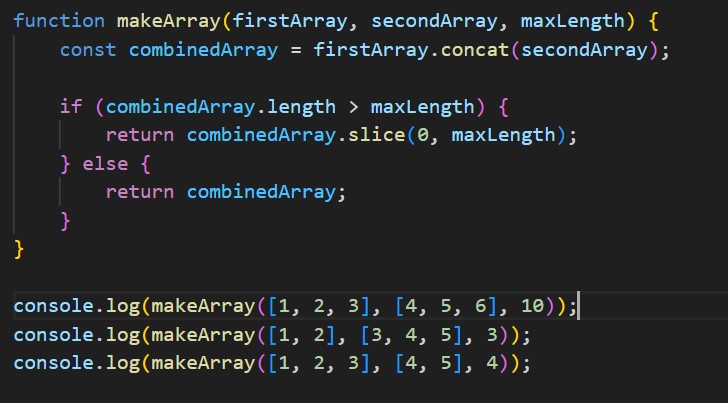 function makeArray(firstArray, secondArray, maxLength) {
    const combinedArray = firstArray.concat(secondArray);

    if (combinedArray.length > maxLength) {
        return combinedArray.slice(0, maxLength);
    } else {
        return combinedArray;
    }
}

console.log(makeArray([1, 2, 3], [4, 5, 6], 10));
console.log(makeArray([1, 2], [3, 4, 5], 3));
console.log(makeArray([1, 2, 3], [4, 5], 4));